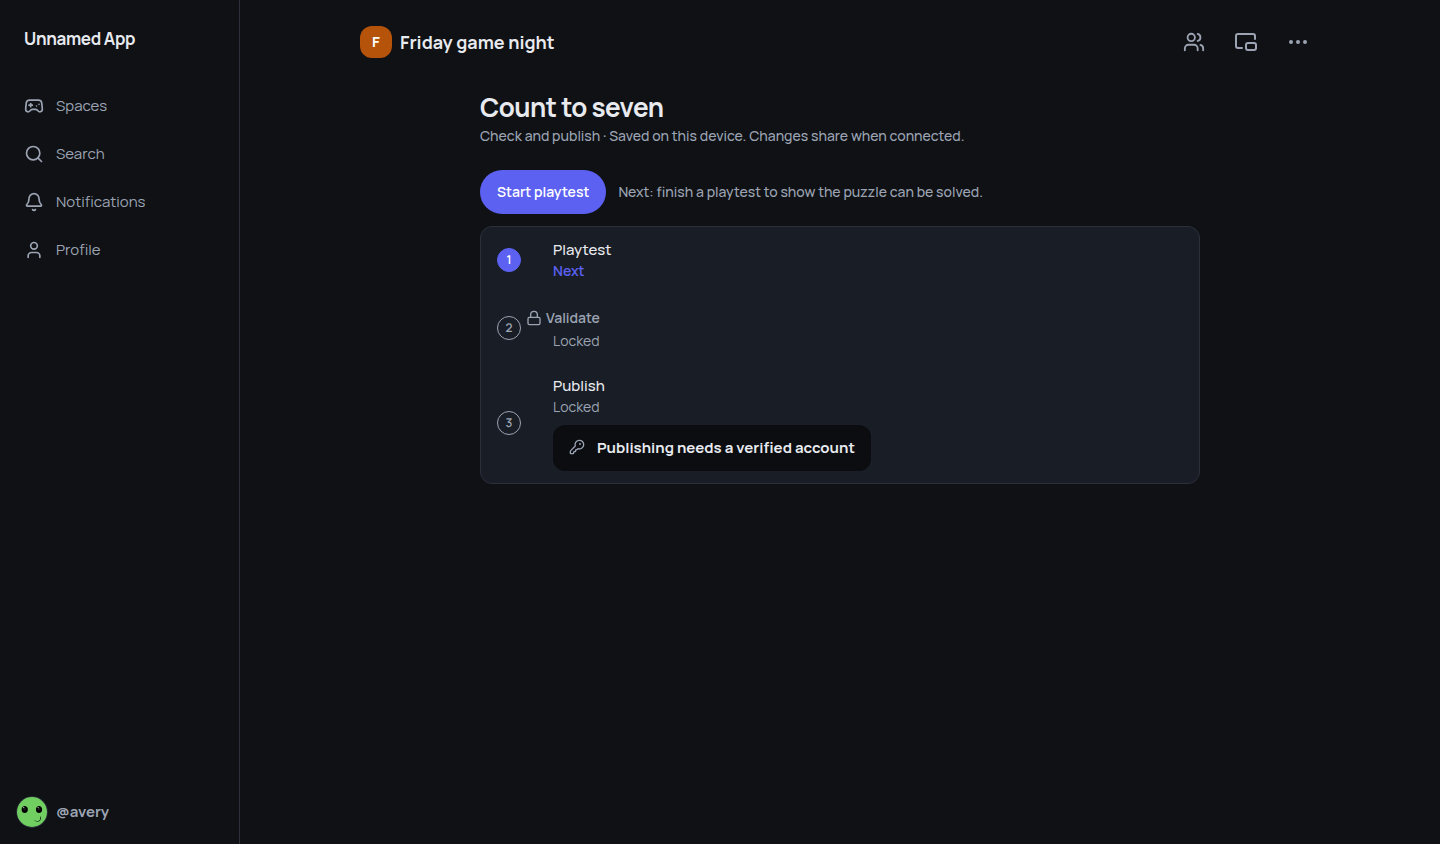 Unnamed App
Spaces
Search
Notifications
Profile
@avery
F Friday game night
Count to seven
Check and publish · Saved on this device. Changes share when connected.
Start playtest Next: finish a playtest to show the puzzle can be solved.
1 Playtest
Next
2 Validate
Locked
3 Publish
Locked
Publishing needs a verified account